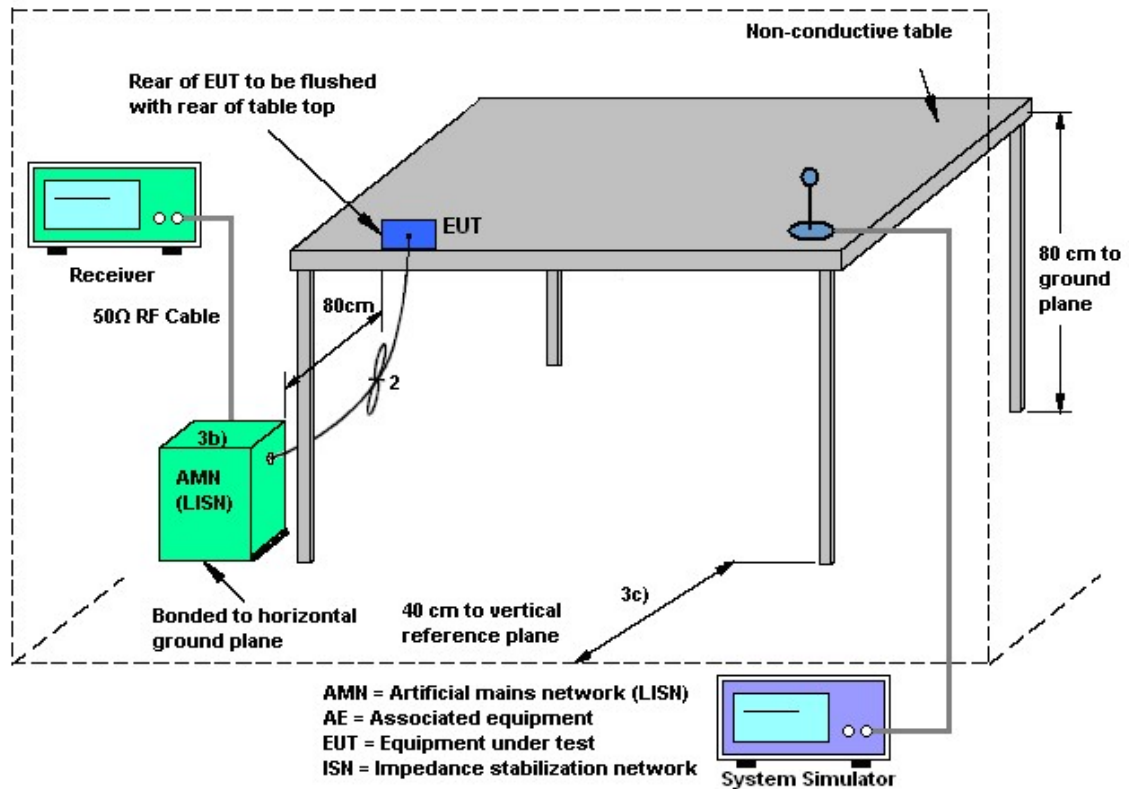 Non-conductive table
Rear of EUT to be flushed
with rear of table top
EUT
Receiver
80cm
80 cm to
ground
plane
50Ω RF Cable
2
3b)
AMN
(LISN)
3c)
Bonded to horizontal
ground plane
40 cm to vertical
reference plane
AMN = Artificial mains network (LISN)
AE = Associated equipment
EUT = Equipment under test
ISN = Impedance stabilization network
System Simulator